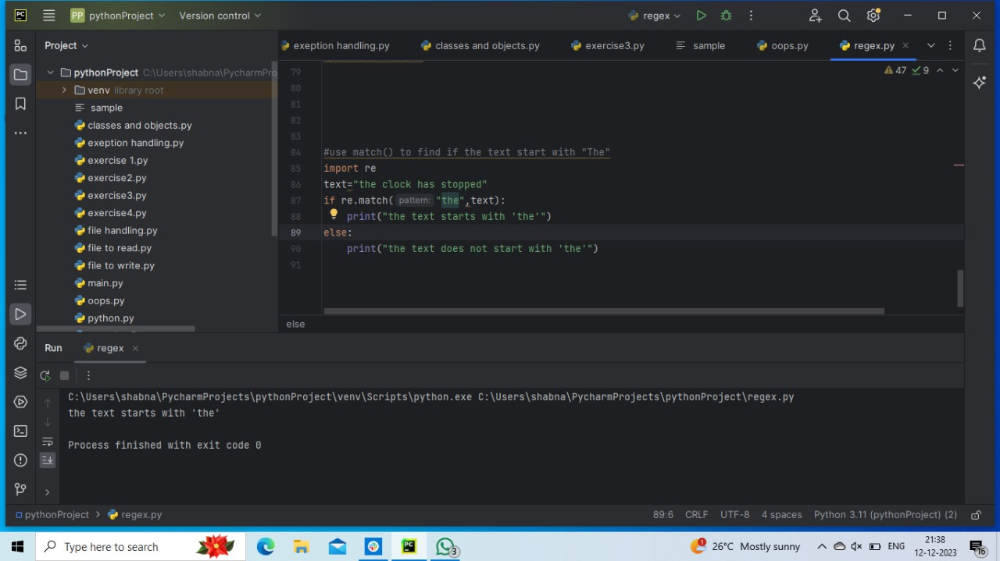 PC
PP pythonProject
Version control
regex
Project
exeption handling.py
classes and objects.py
exercise3.py
sample
oops.py
regex.py
pythonProject C:\Users\shabna\PycharmPro
venv library root
sample
classes and objects.py
exeption handling.py
exercise 1.py
exercise2.py
exercise3.py
exercise4.py
file handling.py
file to read.py
file to write.py
main.py
oops.py
python.py
47 9
79
80
81
82
83
84 #use match() to find if the text start with "The"
85 import re
86 text="the clock has stopped"
87 if re.match( pattern: "the",text):
88 print("the text starts with 'the'")
89 else:
90 print("the text does not start with 'the'")
91
else
Run
regex
C:\Users\shabna\PycharmProjects\pythonProject\venv\Scripts\python.exe C:\Users\shabna\PycharmProjects\pythonProject\regex.py
the text starts with 'the'
Process finished with exit code 0
pythonProject > regex.py
89:6 CRLF UTF-8 4 spaces Python 3.11 (pythonProject) (2)
Type here to search
PC
3
1
26°C Mostly sunny
ENG
21:38
12-12-2023
16